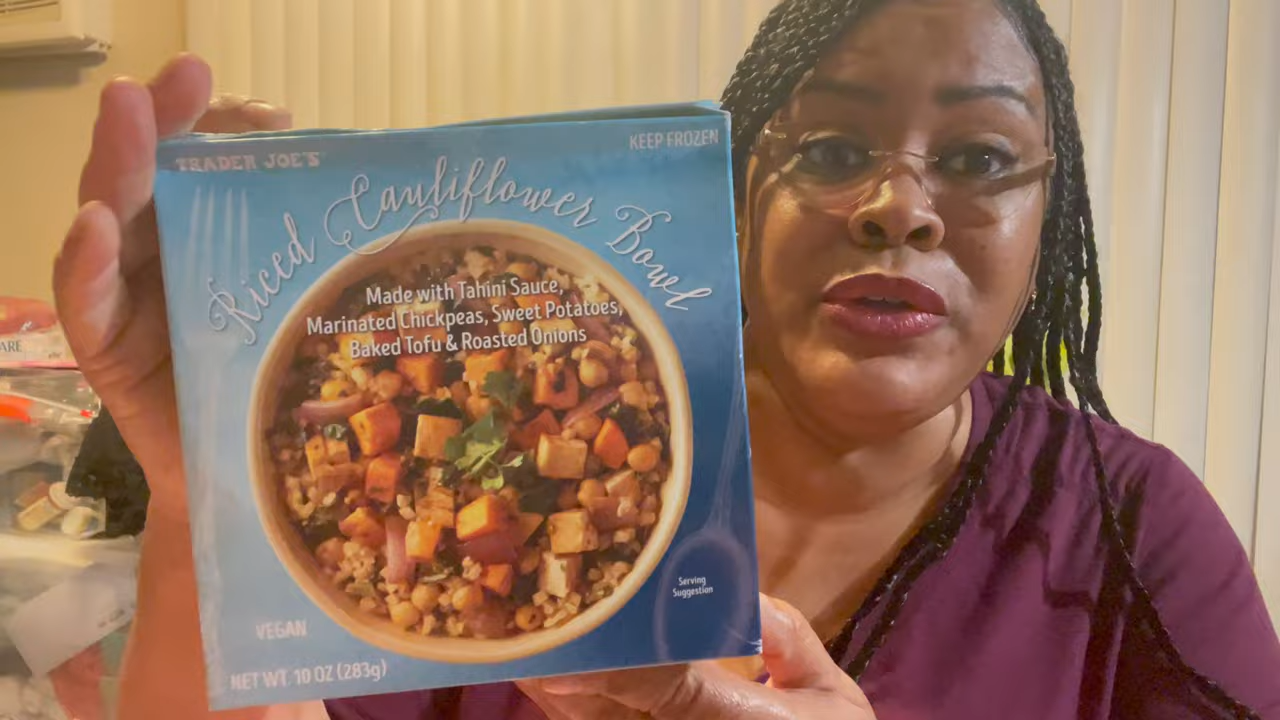 TRADER JOE'S
KEEP FROZEN
Riced Cauliflower Bowl
Made with Tahini Sauce,
Marinated Chickpeas, Sweet Potatoes,
Baked Tofu & Roasted Onions
Serving
Suggestion
VEGAN
NET WT. 10 OZ (283g)
ARE